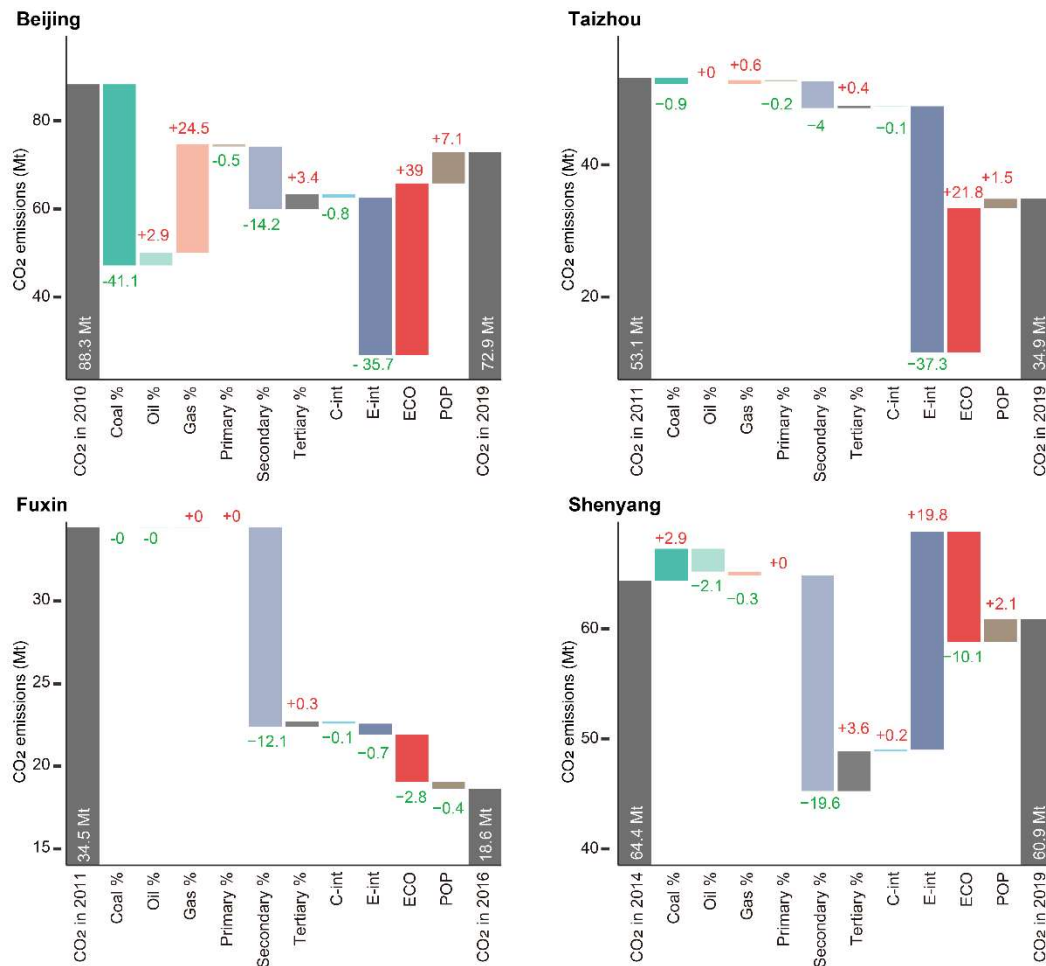 Beijing
CO₂ emissions (Mt)
80
60
40
88.3 Mt
-41.1
+2.9
+24.5
-0.5
-14.2
+3.4
-0.8
- 35.7
+39
+7.1
72.9 Mt
CO₂ in 2010
Coal %
Oil %
Gas %
Primary %
Secondary %
Tertiary %
C-int
E-int
ECO
POP
CO₂ in 2019
Taizhou
CO₂ emissions (Mt)
40
20
53.1 Mt
−0.9
+0
+0.6
−0.2
−4
+0.4
−0.1
−37.3
+21.8
+1.5
34.9 Mt
CO₂ in 2011
Coal %
Oil %
Gas %
Primary %
Secondary %
Tertiary %
C-int
E-int
ECO
POP
CO₂ in 2019
Fuxin
CO₂ emissions (Mt)
30
25
20
15
34.5 Mt
-0
-0
+0
+0
−12.1
+0.3
−0.1
−0.7
−2.8
−0.4
18.6 Mt
CO₂ in 2011
Coal %
Oil %
Gas %
Primary %
Secondary %
Tertiary %
C-int
E-int
ECO
POP
CO₂ in 2016
Shenyang
CO₂ emissions (Mt)
60
50
40
64.4 Mt
+2.9
−2.1
−0.3
+0
−19.6
+3.6
+0.2
+19.8
−10.1
+2.1
60.9 Mt
CO₂ in 2014
Coal %
Oil %
Gas %
Primary %
Secondary %
Tertiary %
C-int
E-int
ECO
POP
CO₂ in 2019